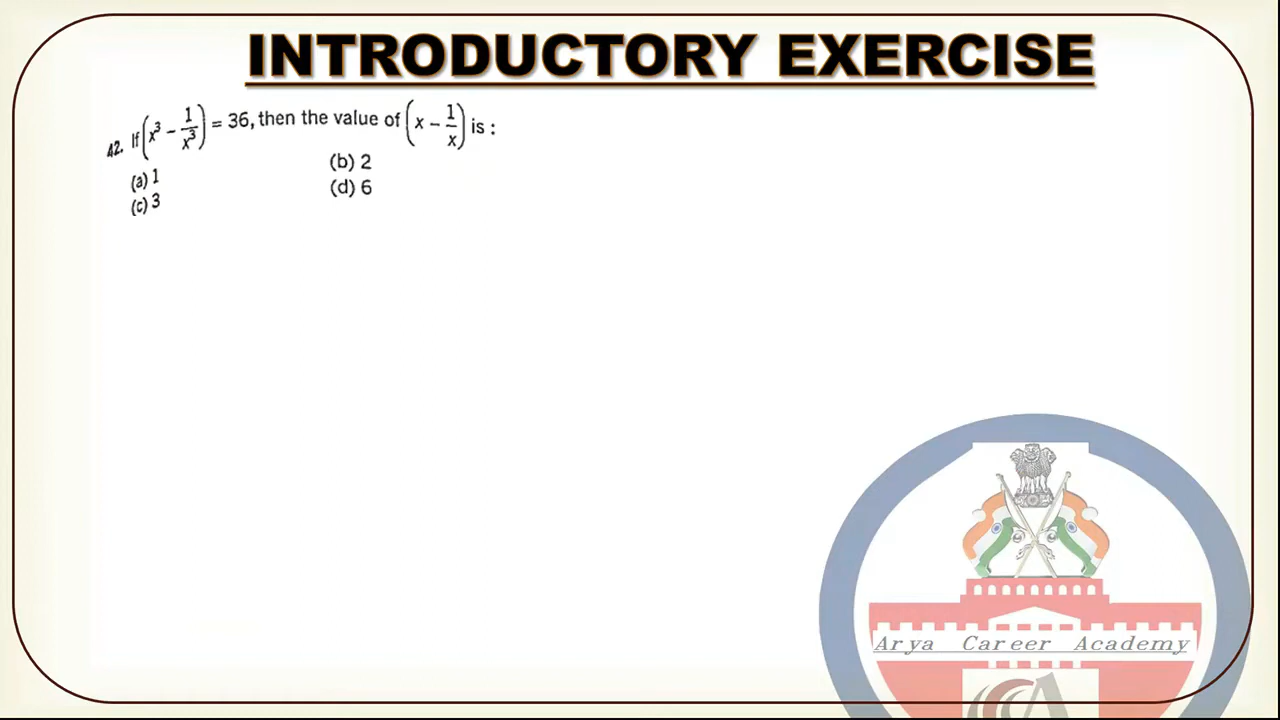 INTRODUCTORY EXERCISE
42. If (x³ − 1/x³) = 36, then the value of (x − 1/x) is :
(a) 1 (b) 2
(c) 3 (d) 6
Arya Career Academy